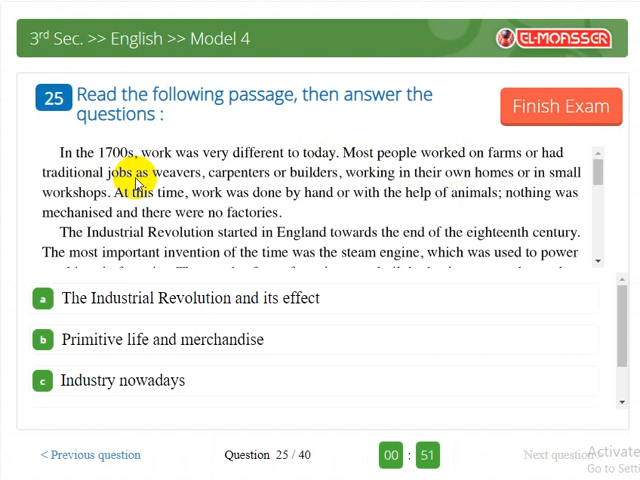 3rd Sec. >> English >> Model 4
EL-MOASSER
25
Read the following passage, then answer the
questions :
Finish Exam
In the 1700s, work was very different to today. Most people worked on farms or had
traditional jobs as weavers, carpenters or builders, working in their own homes or in small
workshops. At this time, work was done by hand or with the help of animals; nothing was
mechanised and there were no factories.
The Industrial Revolution started in England towards the end of the eighteenth century.
The most important invention of the time was the steam engine, which was used to power
a The Industrial Revolution and its effect
b Primitive life and merchandise
c Industry nowadays
< Previous question
Question 25 / 40
00 : 51
Next question >
Activate
Go to Setti